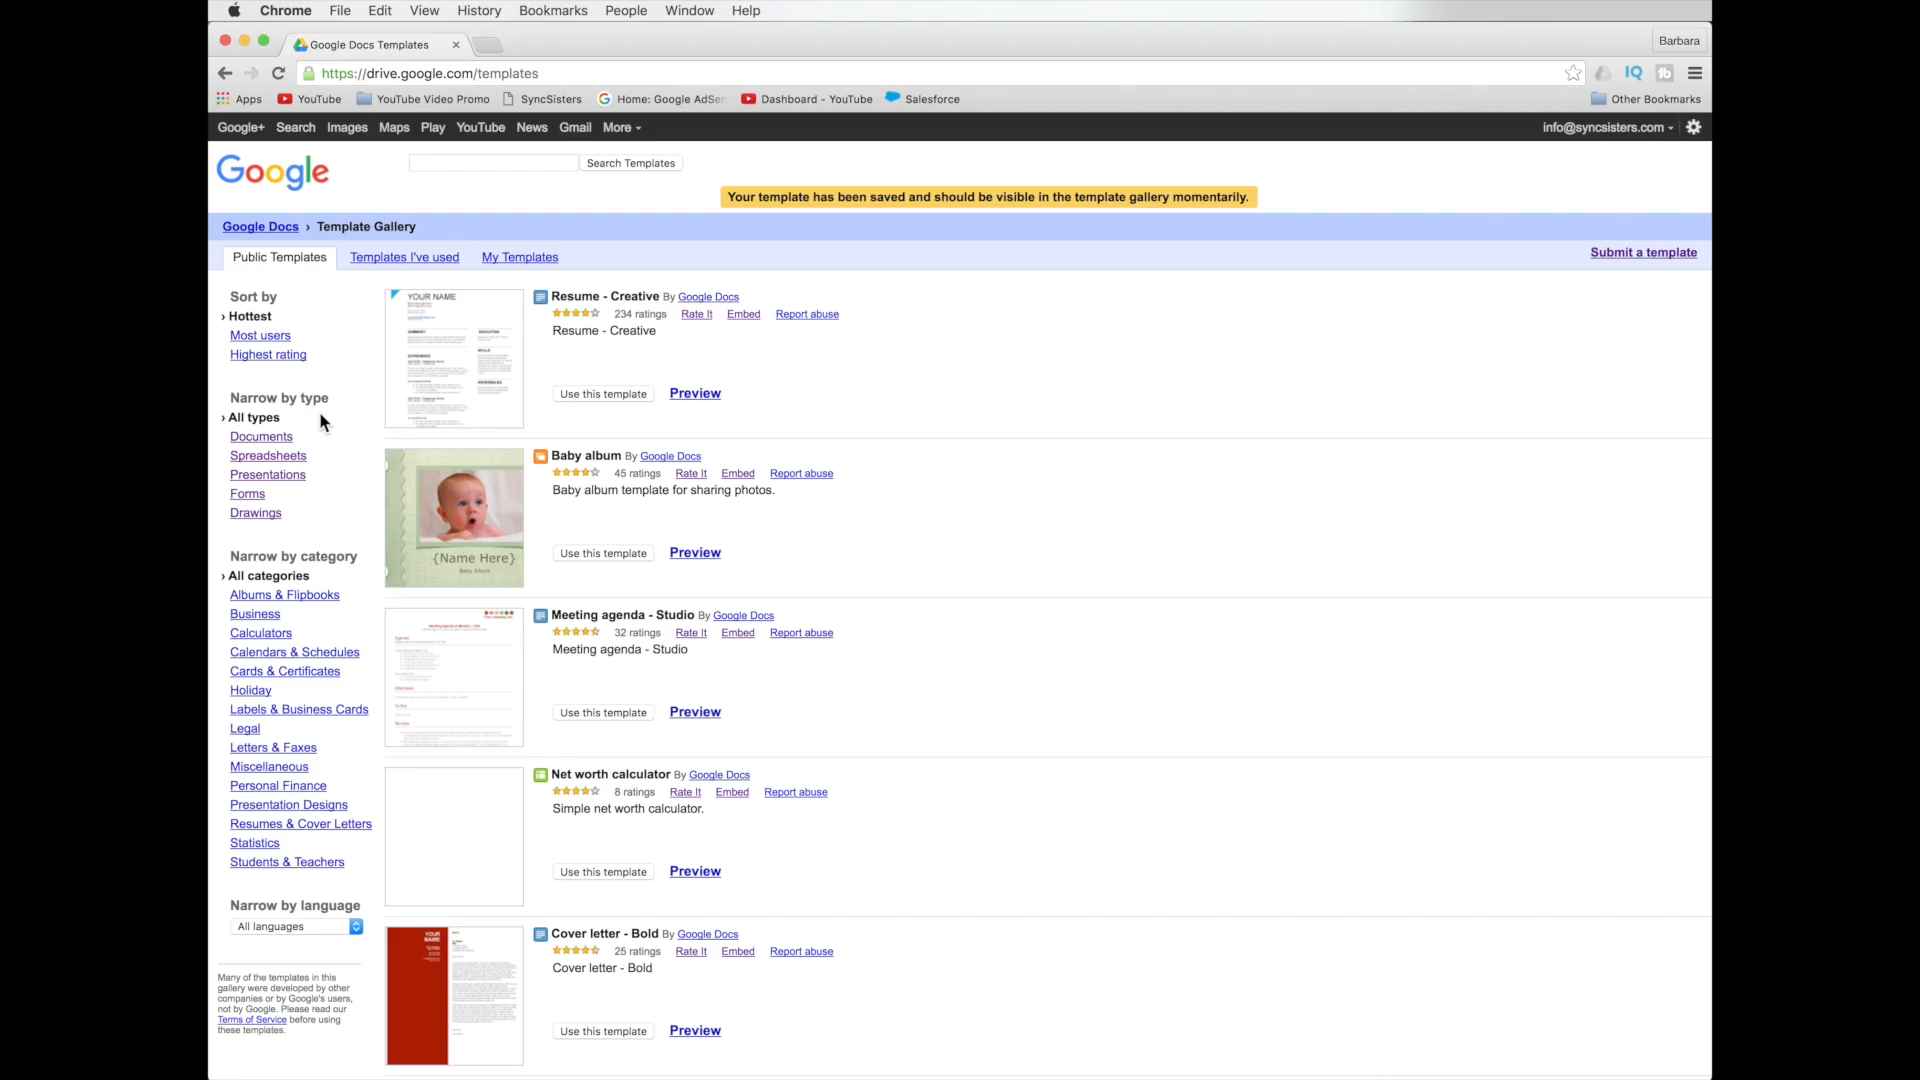 Chrome File Edit View History Bookmarks People Window Help
Google Docs Templates
Barbara
https://drive.google.com/templates
Apps YouTube YouTube Video Promo SyncSisters Home: Google AdSen Dashboard - YouTube Salesforce Other Bookmarks
Google+ Search Images Maps Play YouTube News Gmail More info@syncsisters.com
Google
Search Templates
Your template has been saved and should be visible in the template gallery momentarily.
Google Docs › Template Gallery
Public Templates Templates I've used My Templates
Submit a template
Sort by
› Hottest
Most users
Highest rating
Narrow by type
› All types
Documents
Spreadsheets
Presentations
Forms
Drawings
Narrow by category
› All categories
Albums & Flipbooks
Business
Calculators
Calendars & Schedules
Cards & Certificates
Holiday
Labels & Business Cards
Legal
Letters & Faxes
Miscellaneous
Personal Finance
Presentation Designs
Resumes & Cover Letters
Statistics
Students & Teachers
Narrow by language
All languages
Many of the templates in this
gallery were developed by other
companies or by Google's users,
not by Google. Please read our
Terms of Service before using
these templates.
YOUR NAME
SUMMARY
EDUCATION
SKILLS
EXPERIENCE
REFERENCES
Resume - Creative By Google Docs
234 ratings Rate It Embed Report abuse
Resume - Creative
Use this template Preview
{Name Here}
Baby Album
Baby album By Google Docs
45 ratings Rate It Embed Report abuse
Baby album template for sharing photos.
Use this template Preview
Meeting agenda - Studio By Google Docs
32 ratings Rate It Embed Report abuse
Meeting agenda - Studio
Use this template Preview
Net worth calculator By Google Docs
8 ratings Rate It Embed Report abuse
Simple net worth calculator.
Use this template Preview
YOUR
NAME
Cover letter - Bold By Google Docs
25 ratings Rate It Embed Report abuse
Cover letter - Bold
Use this template Preview